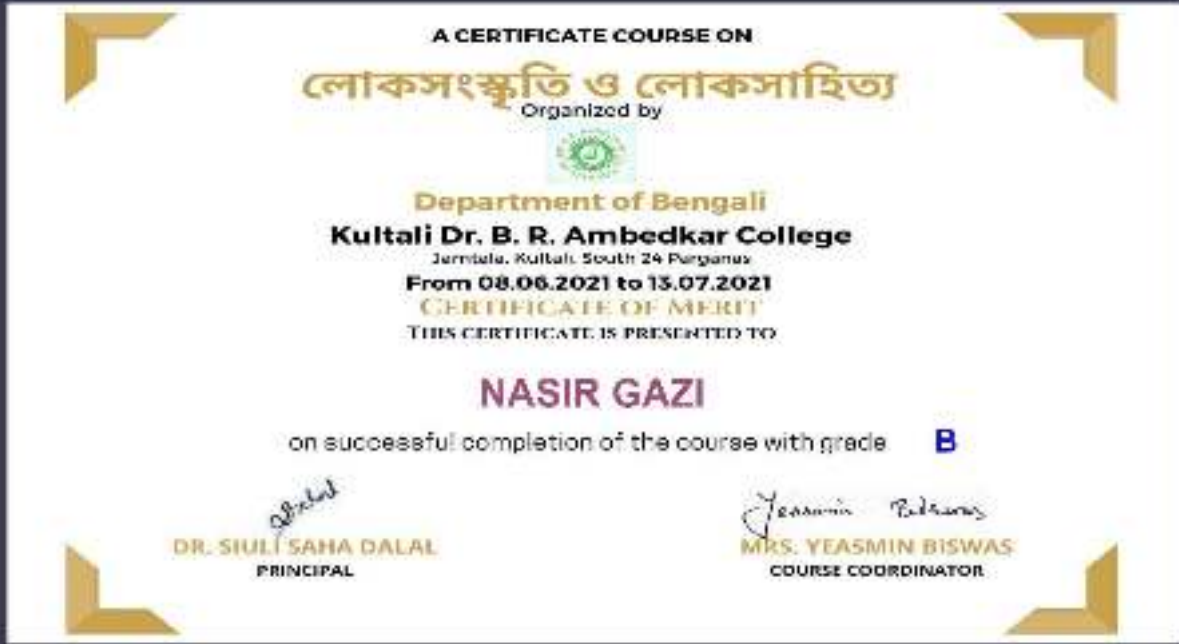 A CERTIFICATE COURSE ON
লোকসংস্কৃতি ও লোকসাহিত্য
Organized by
Department of Bengali
Kultali Dr. B. R. Ambedkar College
Jamtala, Kultali, South 24 Parganas
From 08.06.2021 to 13.07.2021
CERTIFICATE OF MERIT
THIS CERTIFICATE IS PRESENTED TO
NASIR GAZI
on successful completion of the course with grade B
Yeasmin Biswas
DR. SIULI SAHA DALAL
MRS. YEASMIN BISWAS
PRINCIPAL
COURSE COORDINATOR